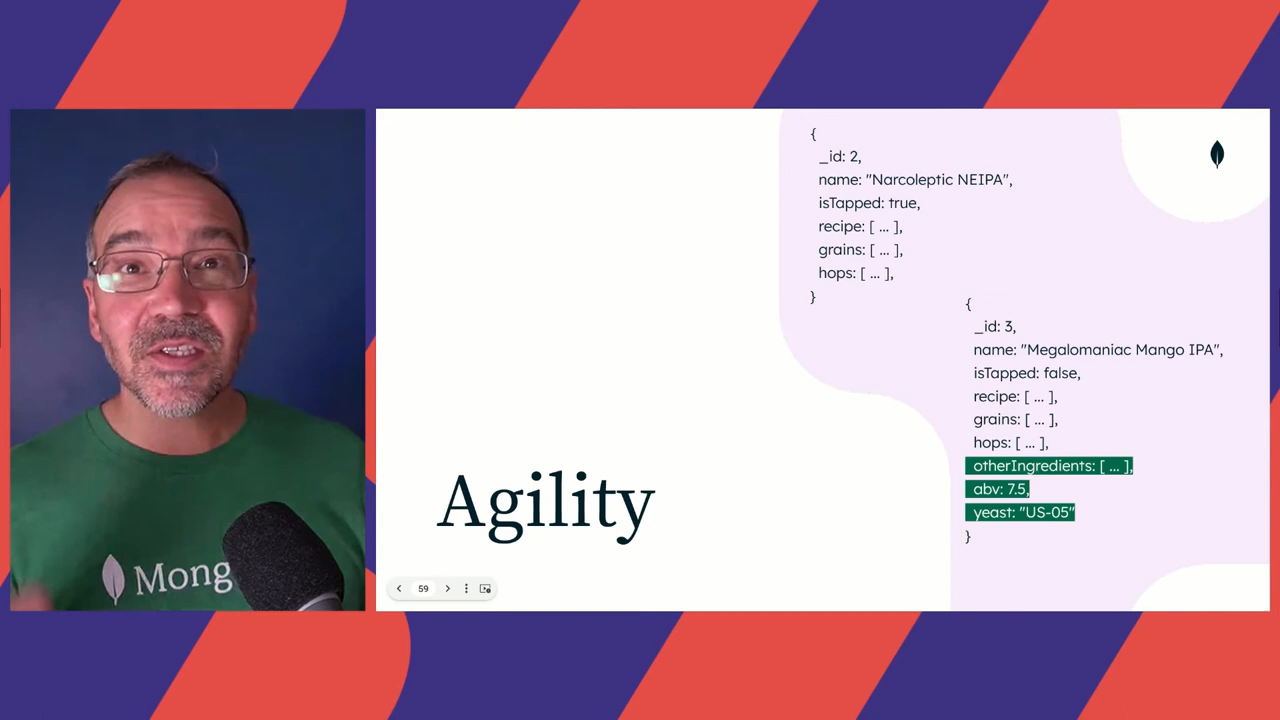 Mong
Agility
59
{
_id: 2,
name: "Narcoleptic NEIPA",
isTapped: true,
recipe: [ ... ],
grains: [ ... ],
hops: [ ... ],
}
{
_id: 3,
name: "Megalomaniac Mango IPA",
isTapped: false,
recipe: [ ... ],
grains: [ ... ],
hops: [ ... ],
otherIngredients: [ ... ],
abv: 7.5,
yeast: "US-05"
}